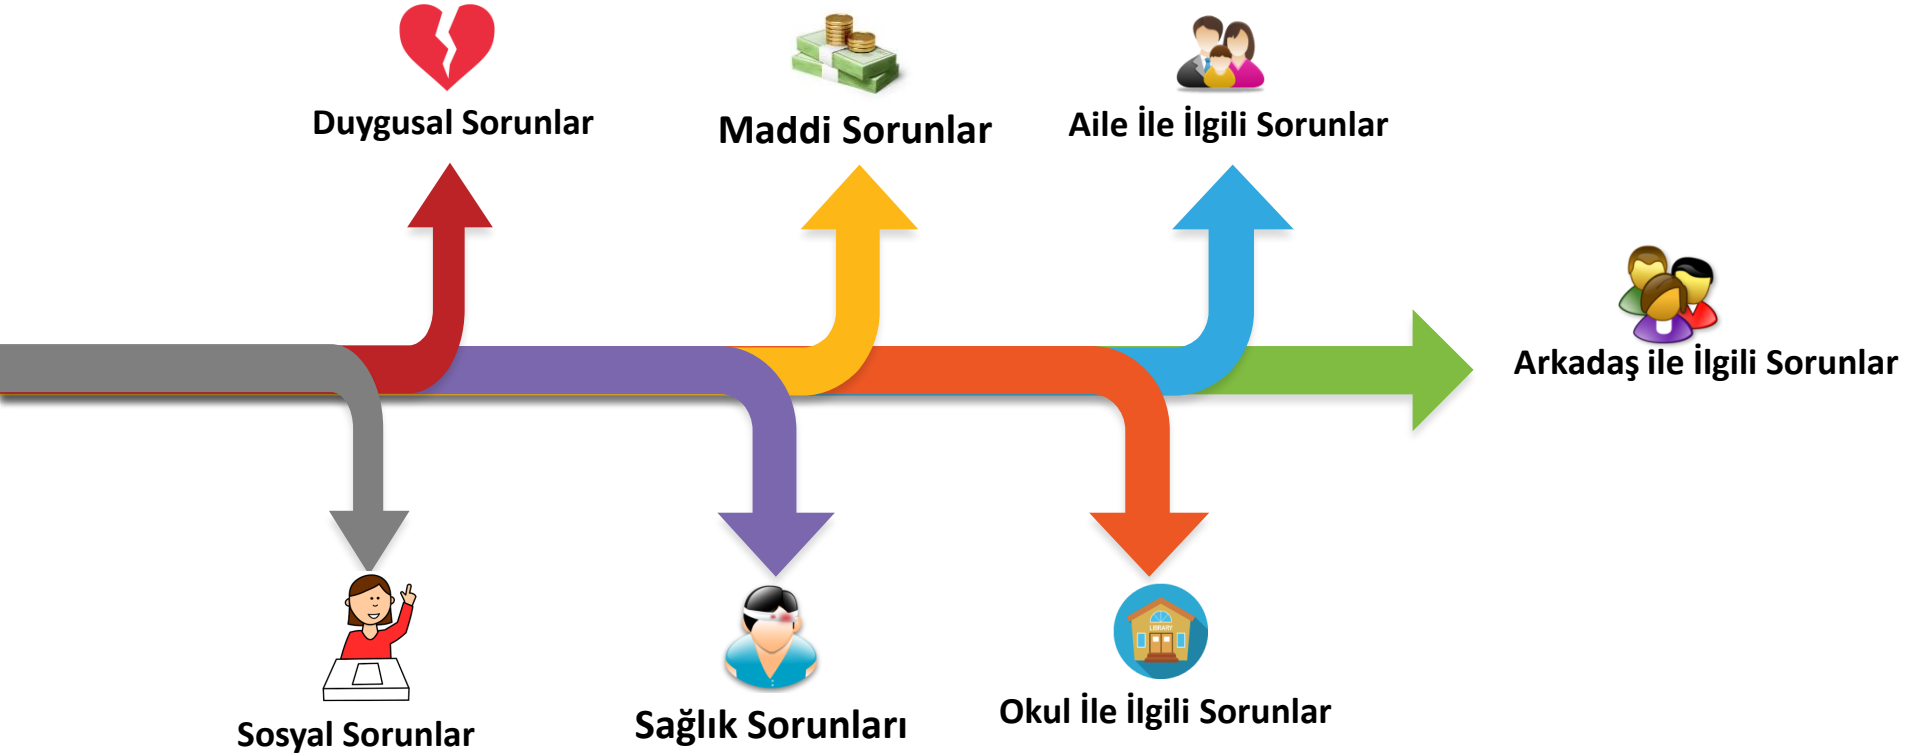 Duygusal Sorunlar
Maddi Sorunlar
Aile İle İlgili Sorunlar
Arkadaş ile İlgili Sorunlar
LIBRARY
Sosyal Sorunlar
Sağlık Sorunları
Okul İle İlgili Sorunlar